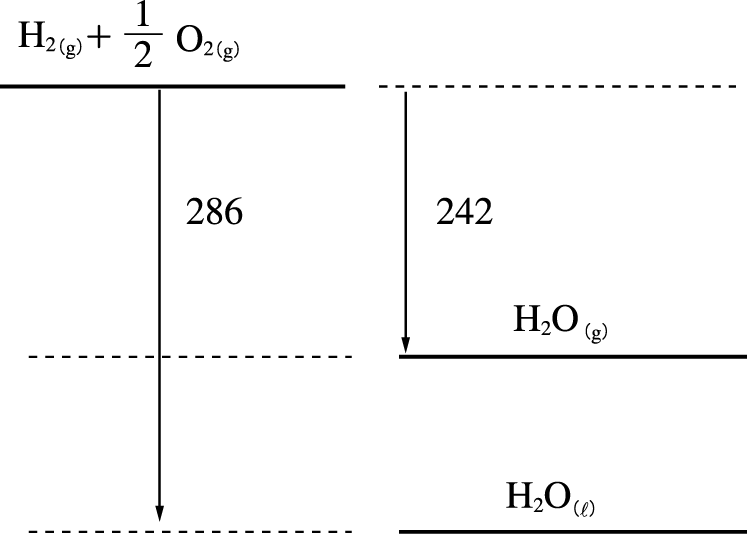 H₂(g) + 1/2 O₂(g)
286
242
H₂O (g)
H₂O(ℓ)